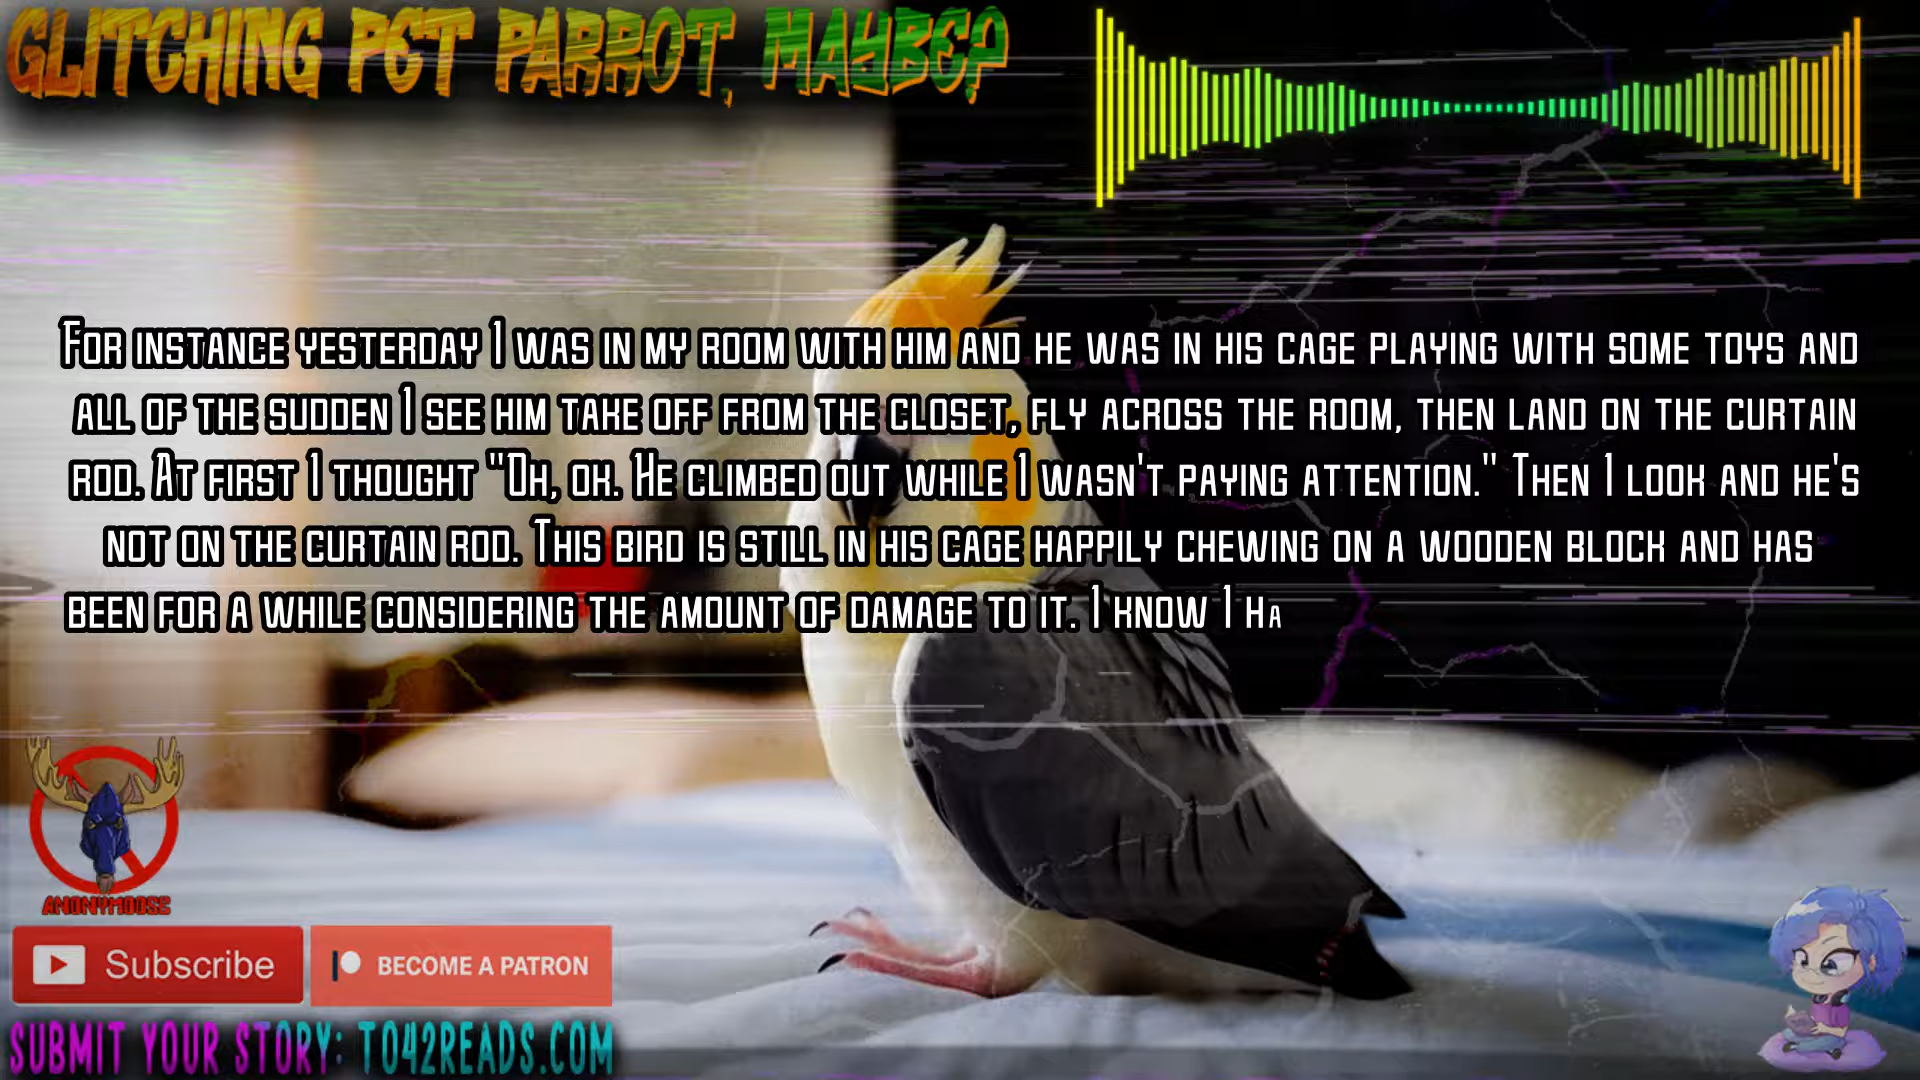 GLITCHING PET PARROT, MAYBE?
For instance yesterday I was in my room with him and he was in his cage playing with some toys and
all of the sudden I see him take off from the closet, fly across the room, then land on the curtain
rod. At first I thought "Oh, ok. He climbed out while I wasn't paying attention." Then I look and he's
not on the curtain rod. This bird is still in his cage happily chewing on a wooden block and has
been for a while considering the amount of damage to it. I know I ha
ANONYMOOSE
Subscribe
BECOME A PATRON
SUBMIT YOUR STORY: TO42READS.COM